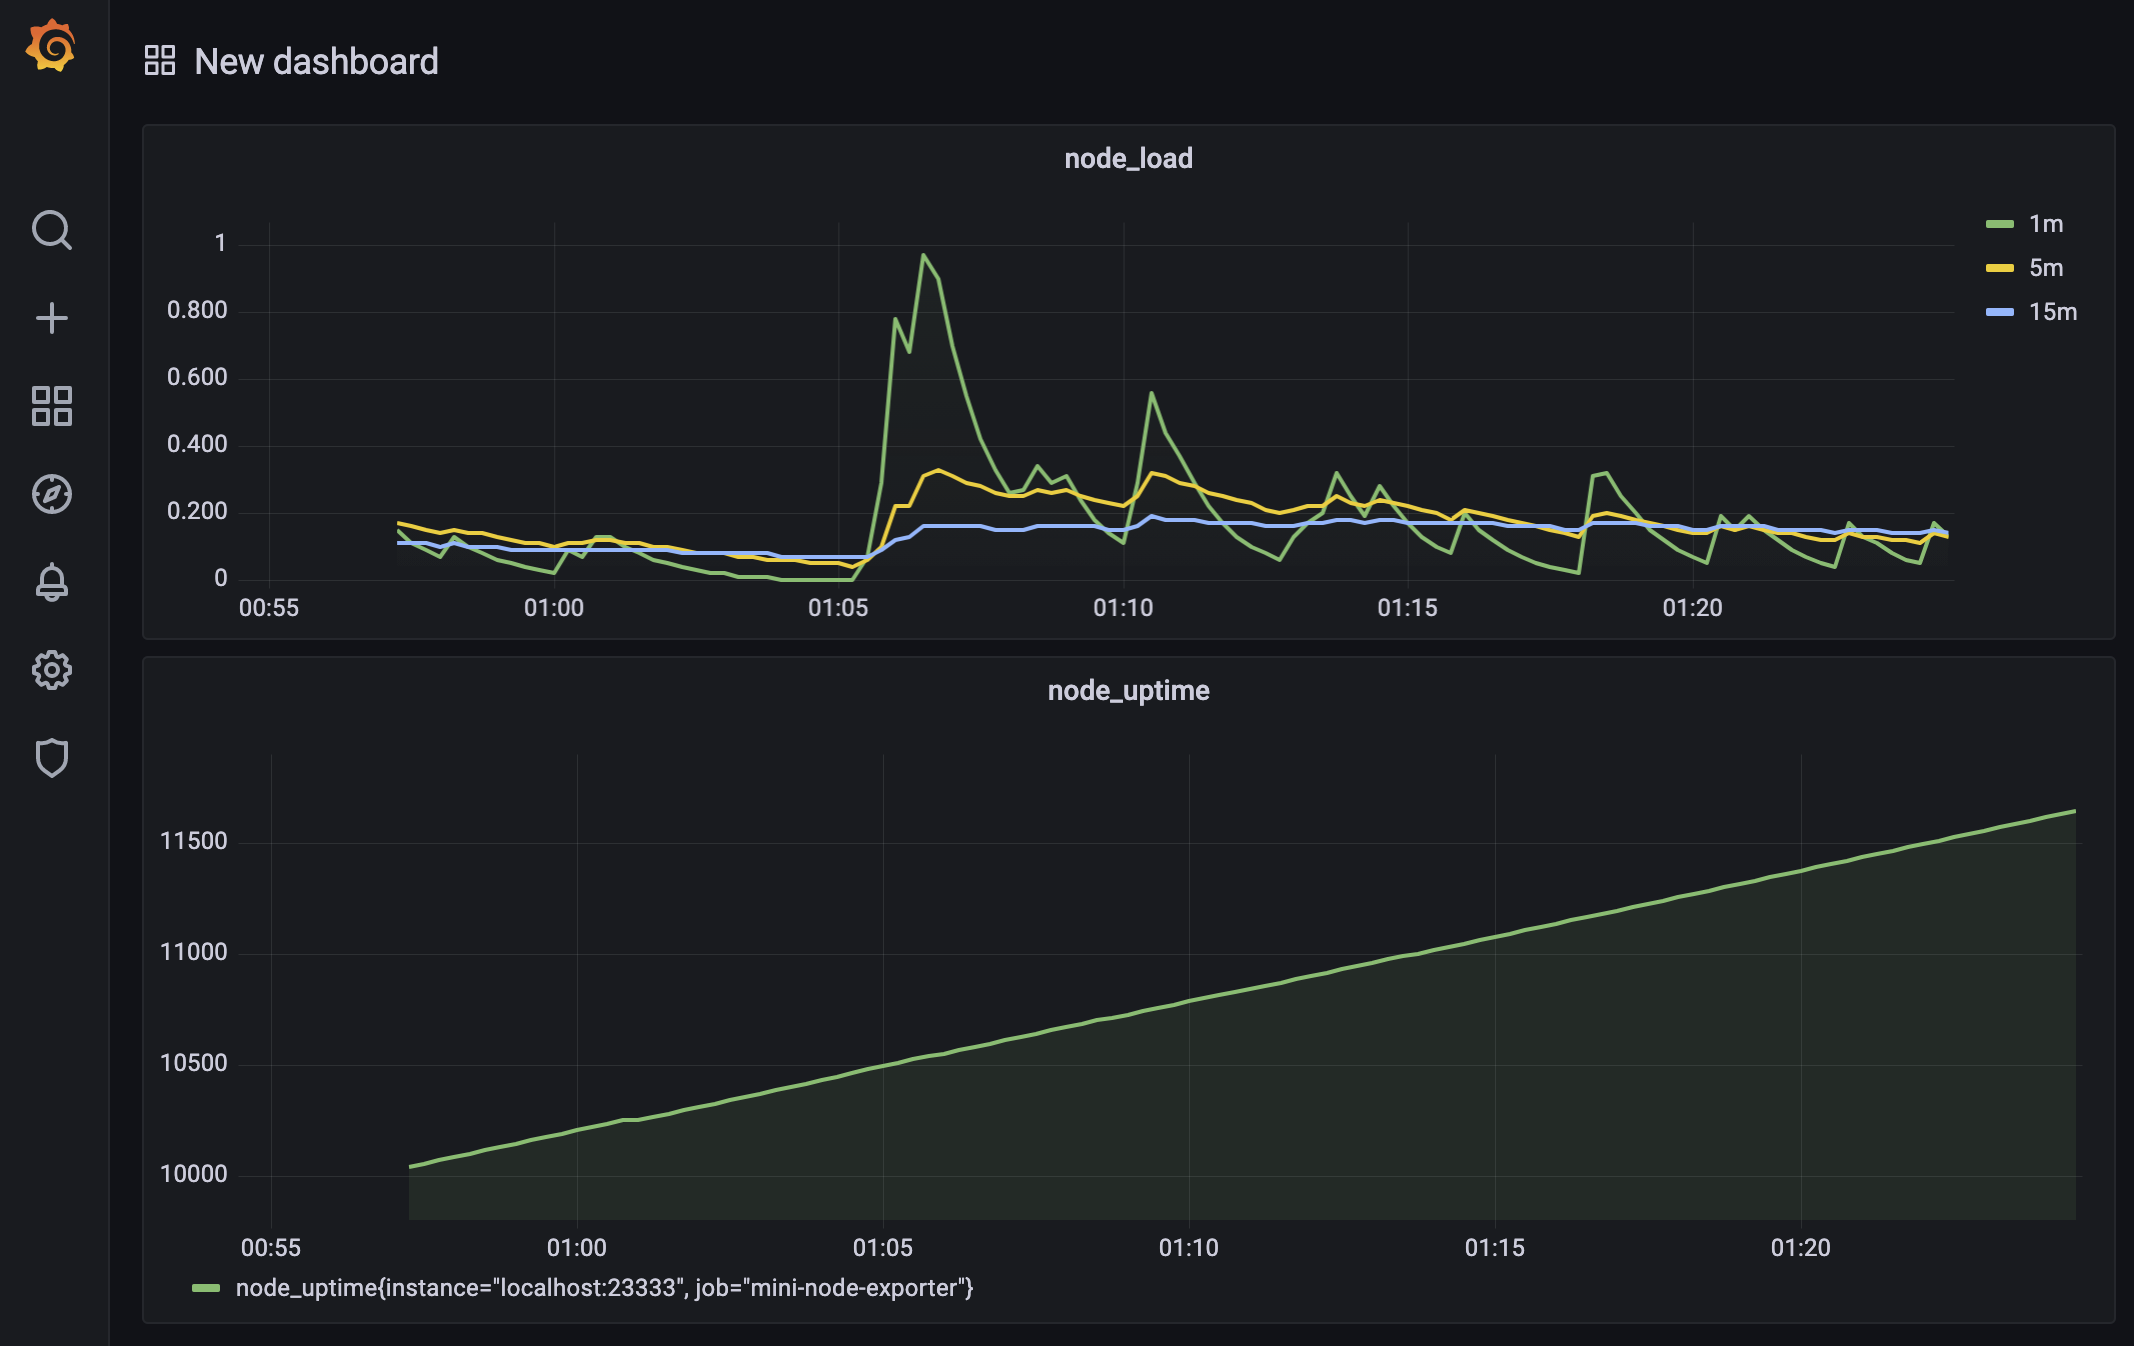 New dashboard
node_load
1
0.800
0.600
0.400
0.200
0
00:55 01:00 01:05 01:10 01:15 01:20
1m
5m
15m
node_uptime
11500
11000
10500
10000
00:55 01:00 01:05 01:10 01:15 01:20
node_uptime{instance="localhost:23333", job="mini-node-exporter"}